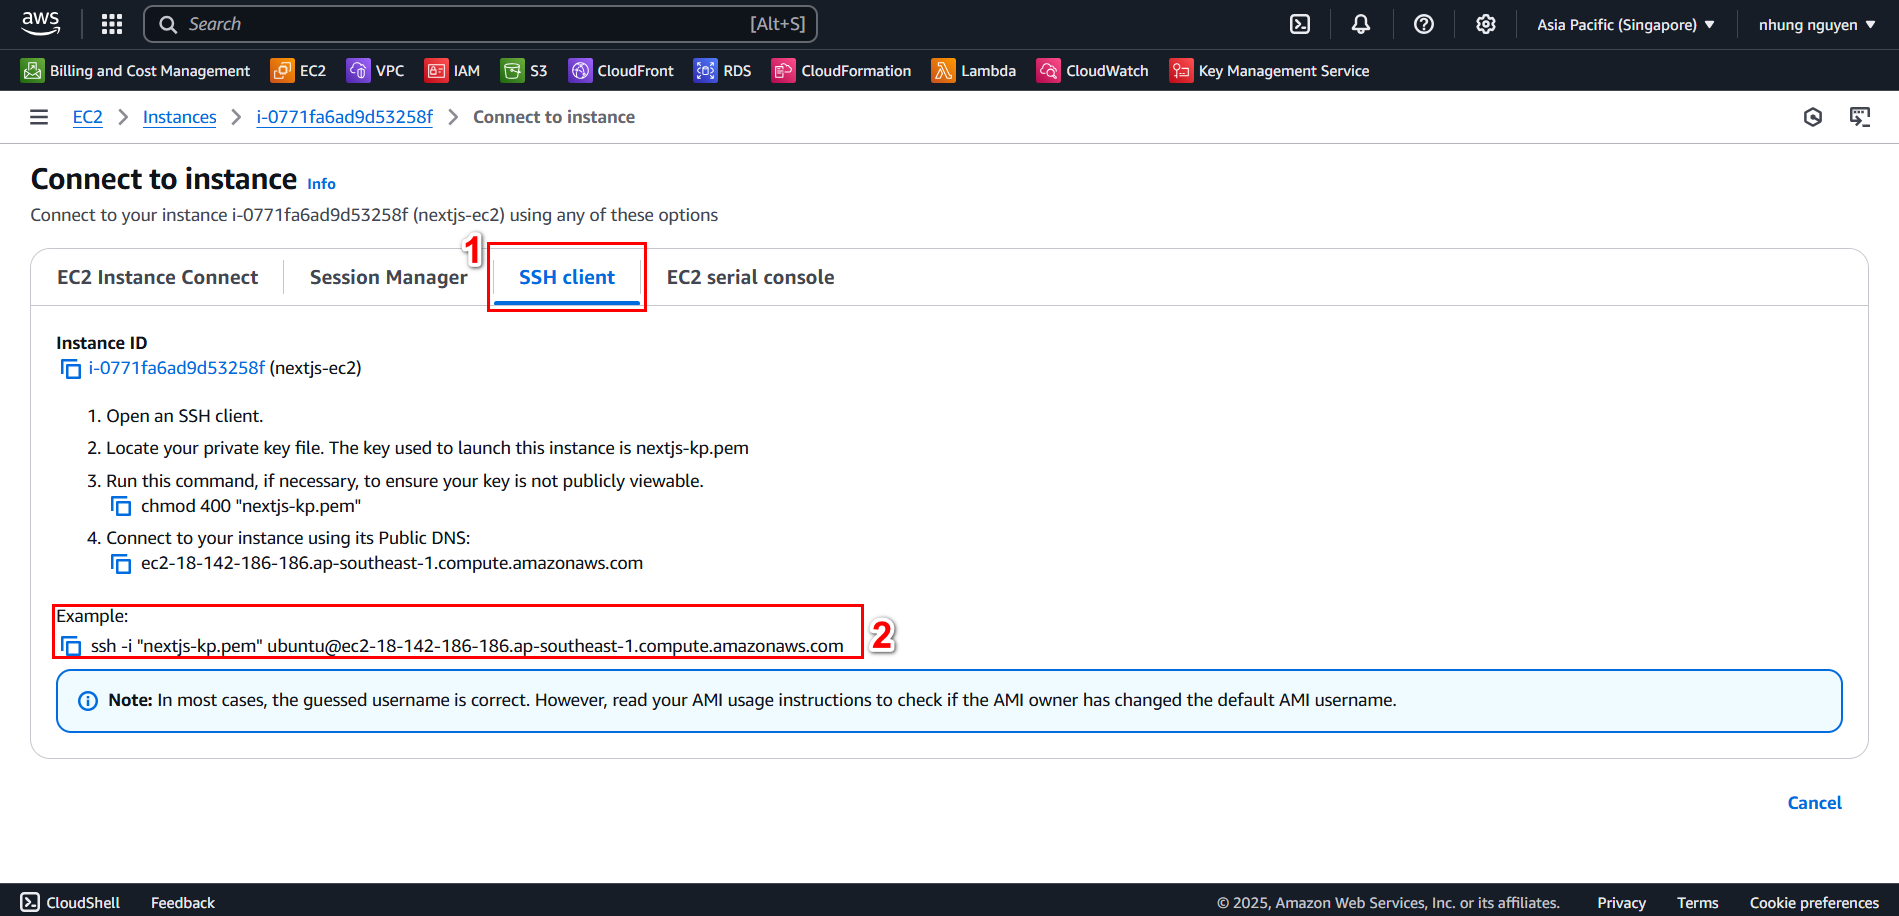 aws
Search [Alt+S]
Asia Pacific (Singapore) ▼
nhung nguyen ▼
Billing and Cost Management EC2 VPC IAM S3 CloudFront RDS CloudFormation Lambda CloudWatch Key Management Service
EC2 > Instances > i-0771fa6ad9d53258f > Connect to instance
Connect to instance Info
Connect to your instance i-0771fa6ad9d53258f (nextjs-ec2) using any of these options
1
EC2 Instance Connect Session Manager SSH client EC2 serial console
Instance ID
i-0771fa6ad9d53258f (nextjs-ec2)
1. Open an SSH client.
2. Locate your private key file. The key used to launch this instance is nextjs-kp.pem
3. Run this command, if necessary, to ensure your key is not publicly viewable.
chmod 400 "nextjs-kp.pem"
4. Connect to your instance using its Public DNS:
ec2-18-142-186-186.ap-southeast-1.compute.amazonaws.com
Example:
ssh -i "nextjs-kp.pem" ubuntu@ec2-18-142-186-186.ap-southeast-1.compute.amazonaws.com
2
Note: In most cases, the guessed username is correct. However, read your AMI usage instructions to check if the AMI owner has changed the default AMI username.
Cancel
CloudShell Feedback © 2025, Amazon Web Services, Inc. or its affiliates. Privacy Terms Cookie preferences